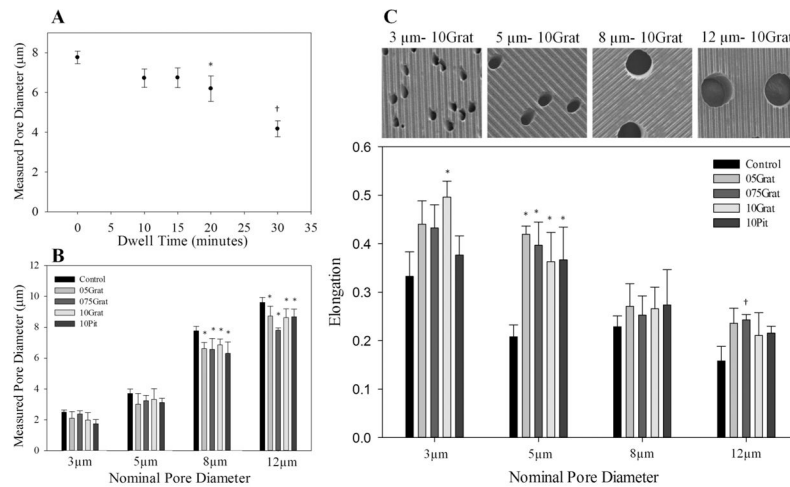 A
Measured Pore Diameter (µm)
8
6
4
2
0
*
†
0 5 10 15 20 25 30 35
Dwell Time (minutes)
B
Measured Pore Diameter (µm)
12
10
8
6
4
2
0
Control
05Grat
075Grat
10Grat
10Pit
* * * *
* * * *
3µm 5µm 8µm 12µm
Nominal Pore Diameter
C
3 µm- 10Grat 5 µm- 10Grat 8 µm- 10Grat 12 µm- 10Grat
Elongation
0.6
0.5
0.4
0.3
0.2
0.1
0.0
Control
05Grat
075Grat
10Grat
10Pit
*
* * * *
†
3µm 5µm 8µm 12µm
Nominal Pore Diameter